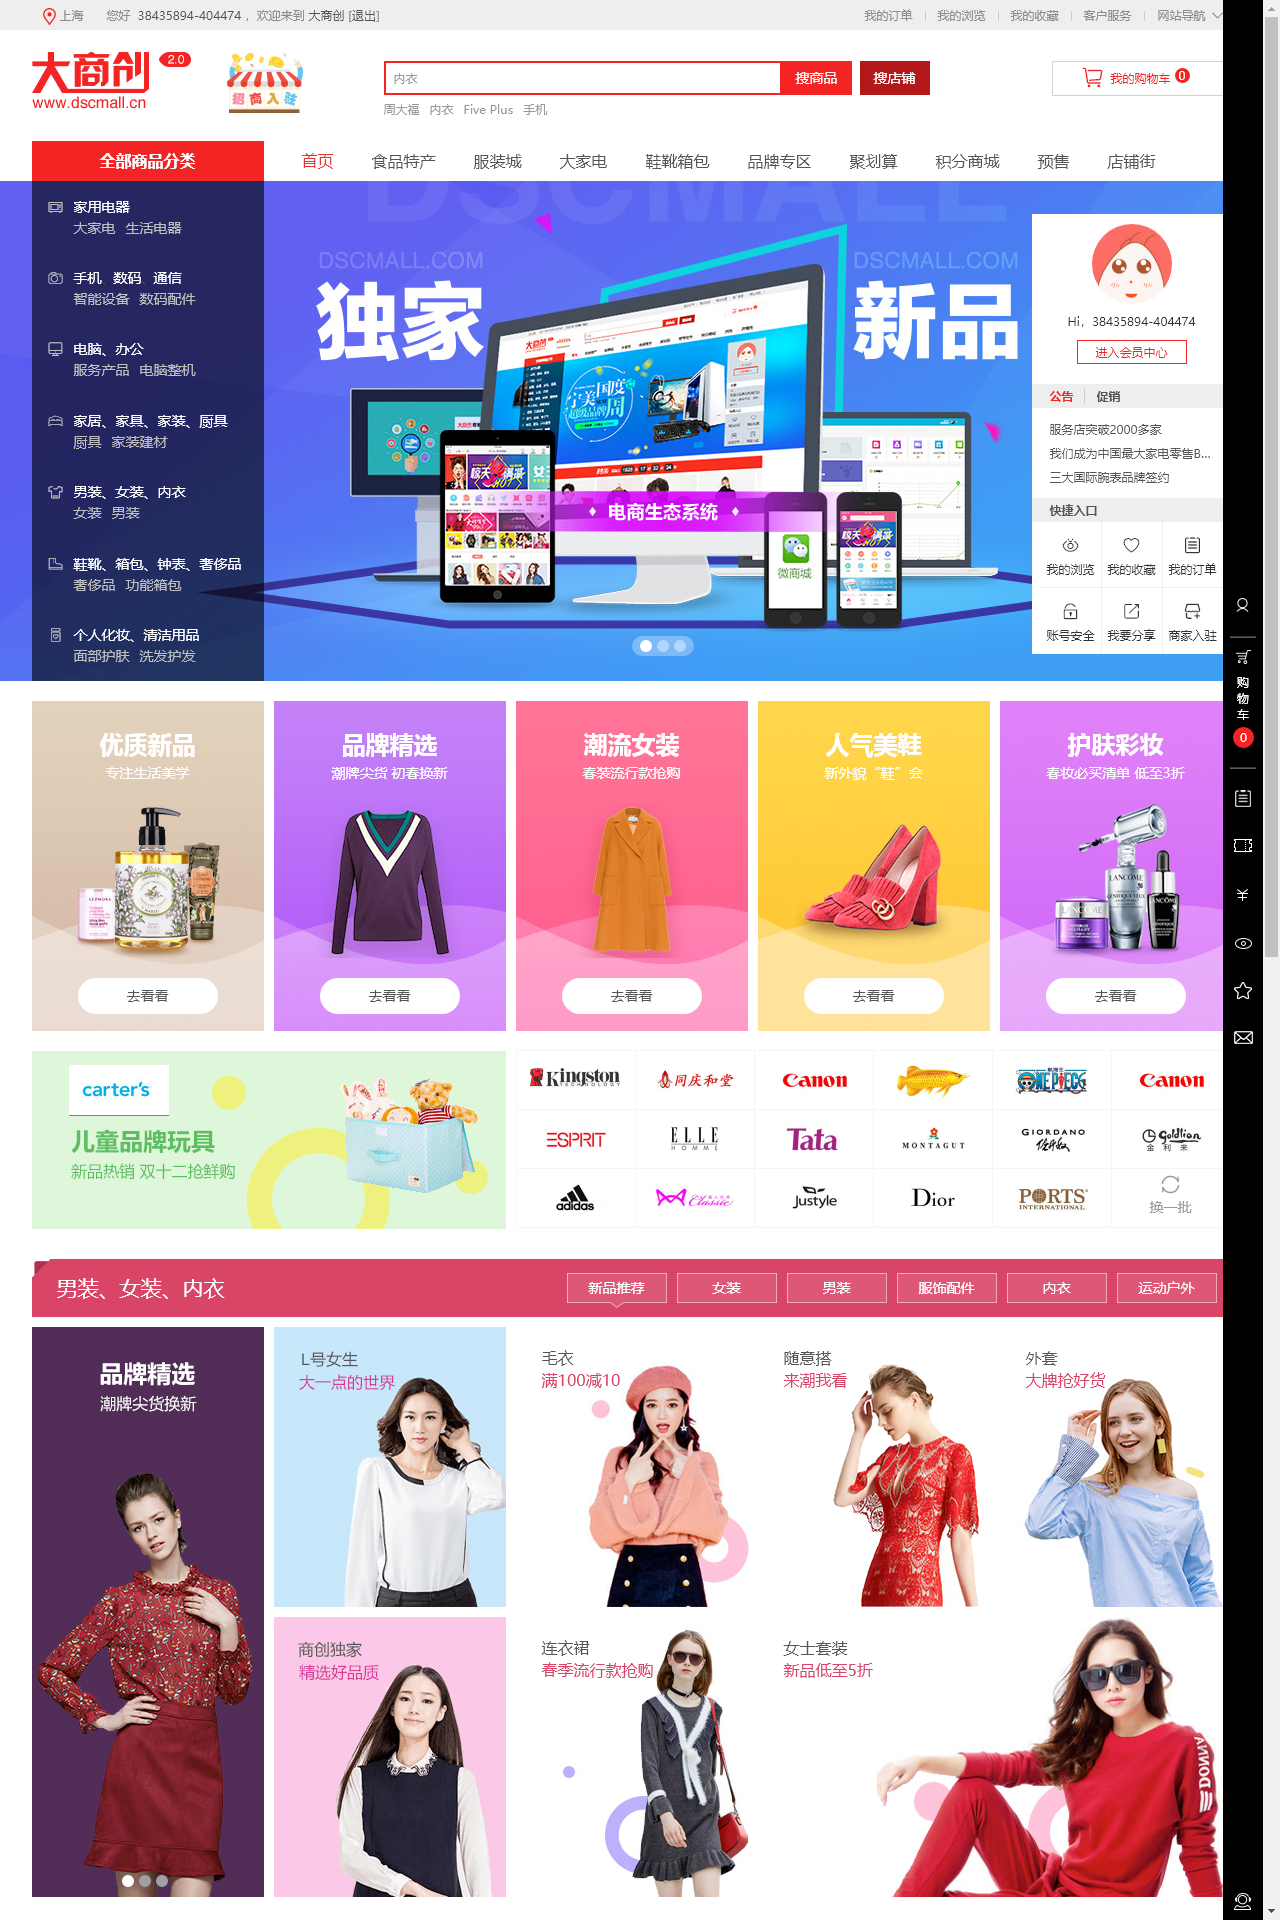 上海 您好 38435894-404474 ，欢迎来到 大商创 [退出]
我的订单 我的浏览 我的收藏 客户服务 网站导航
大商创 2.0
www.dscmall.cn
招商入驻
内衣
搜商品 搜店铺
周大福 内衣 Five Plus 手机
我的购物车 0
全部商品分类
首页 食品特产 服装城 大家电 鞋靴箱包 品牌专区 聚划算 积分商城 预售 店铺街
家用电器
大家电 生活电器
手机、数码、通信
智能设备 数码配件
电脑、办公
服务产品 电脑整机
家居、家具、家装、厨具
厨具 家装建材
男装、女装、内衣
女装 男装
鞋靴、箱包、钟表、奢侈品
奢侈品 功能箱包
个人化妆、清洁用品
面部护肤 洗发护发
DSCMALL
DSCMALL.COM
独家
DSCMALL.COM
新品
电商生态系统
微商城
Hi，38435894-404474
进入会员中心
公告 促销
服务店突破2000多家
我们成为中国最大家电零售B...
三大国际腕表品牌签约
快捷入口
我的浏览 我的收藏 我的订单
账号安全 我要分享 商家入驻
购物车
0
优质新品
专注生活美学
去看看
品牌精选
潮牌尖货 初春换新
去看看
潮流女装
春装流行款抢购
去看看
人气美鞋
新外貌“鞋”会
去看看
护肤彩妆
春妆必买清单 低至3折
去看看
carter's
儿童品牌玩具
新品热销 双十二抢鲜购
Kingston TECHNOLOGY 同庆和堂 Canon ONE PIECE Canon
ESPRIT ELLE HOMME Tata MONTAGUT GIORDANO 佐丹奴 Goldlion 金利来
adidas Classic Justyle Dior PORTS INTERNATIONAL 换一批
男装、女装、内衣
新品推荐 女装 男装 服饰配件 内衣 运动户外
品牌精选
潮牌尖货换新
L号女生
大一点的世界
毛衣
满100减10
随意搭
来潮我看
外套
大牌抢好货
商创独家
精选好品质
连衣裙
春季流行款抢购
女士套装
新品低至5折